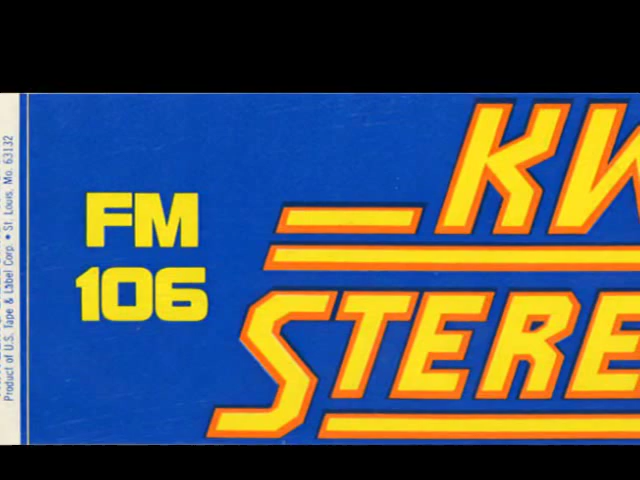 Product of U.S. Tape & Label Corp. • St. Louis, Mo. 63132
FM
106
KW
STERE